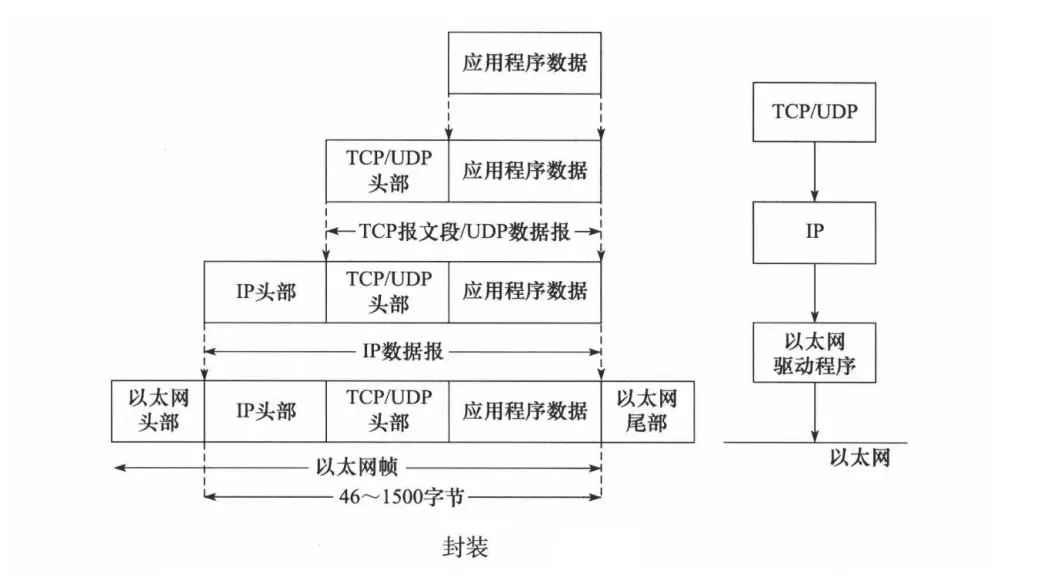 应用程序数据
TCP/UDP
头部
应用程序数据
TCP报文段/UDP数据报
IP头部
TCP/UDP
头部
应用程序数据
IP数据报
以太网
头部
IP头部
TCP/UDP
头部
应用程序数据
以太网
尾部
以太网帧
46～1500字节
TCP/UDP
IP
以太网
驱动程序
以太网
封装